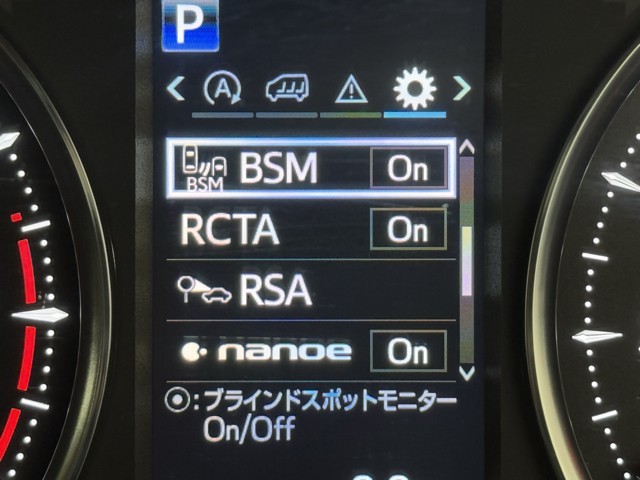 P
A
BSM BSM On
RCTA On
RSA
nanoe On
: ブラインドスポットモニター
On/Off